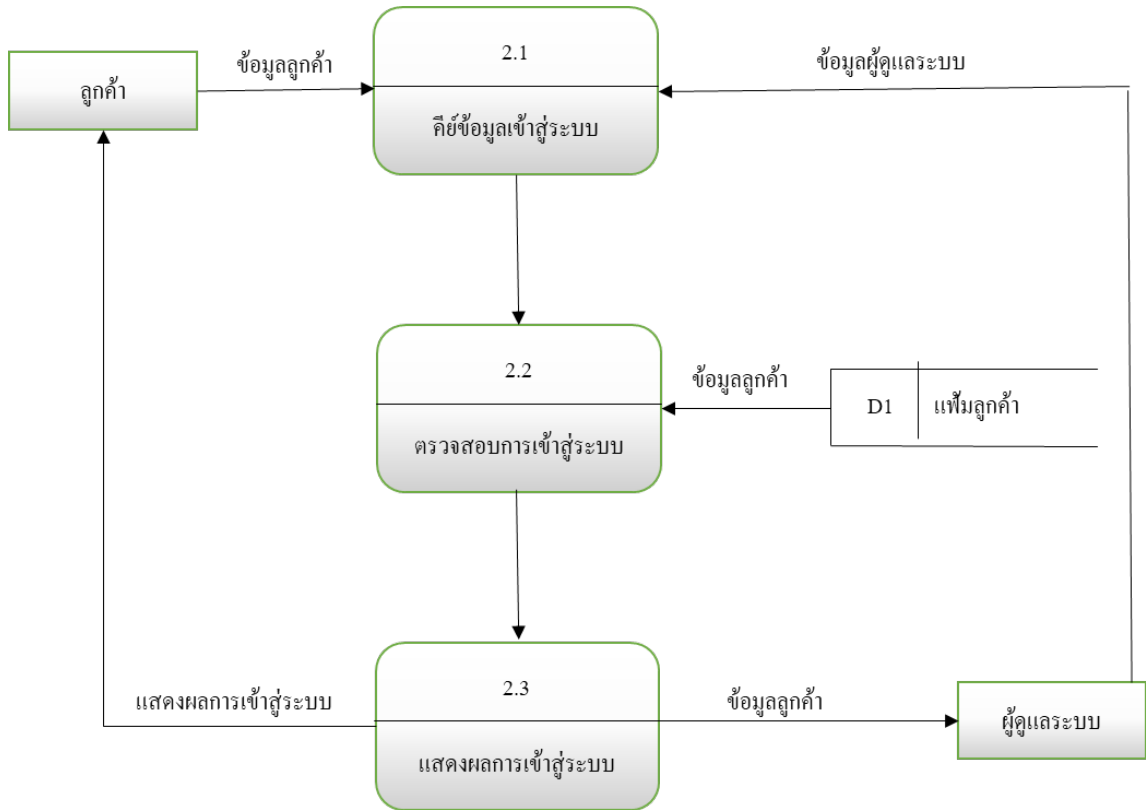 2.1
ข้อมูลลูกค้า
ข้อมูลผู้ดูแลระบบ
ลูกค้า
คีย์ข้อมูลเข้าสู่ระบบ
2.2
ข้อมูลลูกค้า
D1
แฟ้มลูกค้า
ตรวจสอบการเข้าสู่ระบบ
2.3
แสดงผลการเข้าสู่ระบบ
ข้อมูลลูกค้า
ผู้ดูแลระบบ
แสดงผลการเข้าสู่ระบบ